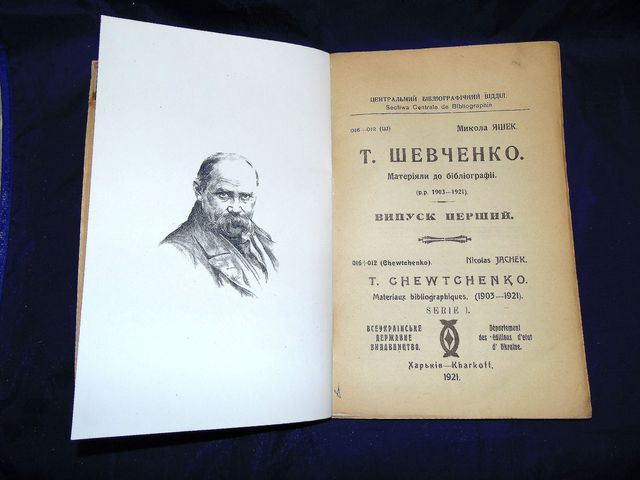 ЦЕНТРАЛЬНИЙ БІБЛІОГРАФІЧНИЙ ВІДДІЛ.
Sectiwa Centrale de Bibliographie
016+012 (Ш) Микола ЯШЕК.
Т. ШЕВЧЕНКО.
Матеріяли до бібліографії.
(р.р. 1903—1921).
ВИПУСК ПЕРШИЙ.
016+012 (Chewtchenko). Nicolas JACHEK.
T. CHEWTCHENKO.
Materiaux bibliographiques. (1903—1921).
SERIE I.
ВСЕУКРАЇНСЬКЕ
ДЕРЖАВНЕ
ВИДАВНИЦТВО.
Département
des éditions d'état
d' Ukraine.
Харьків—Kharkoff,
1921.